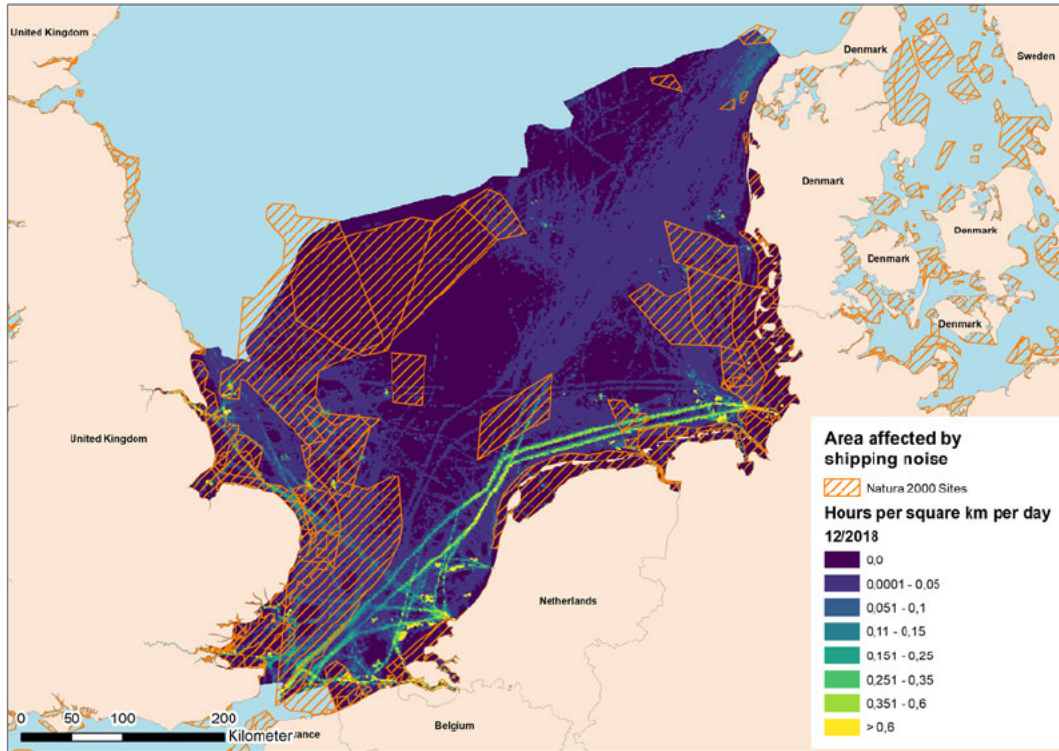 United Kingdom
Denmark
Sweden
Denmark
Denmark
Denmark
Denmark
United Kingdom
Netherlands
Belgium
ance
0 50 100 200
Kilometer
Area affected by
shipping noise
Natura 2000 Sites
Hours per square km per day
12/2018
0,0
0,0001 - 0,05
0,051 - 0,1
0,11 - 0,15
0,151 - 0,25
0,251 - 0,35
0,351 - 0,6
> 0,6